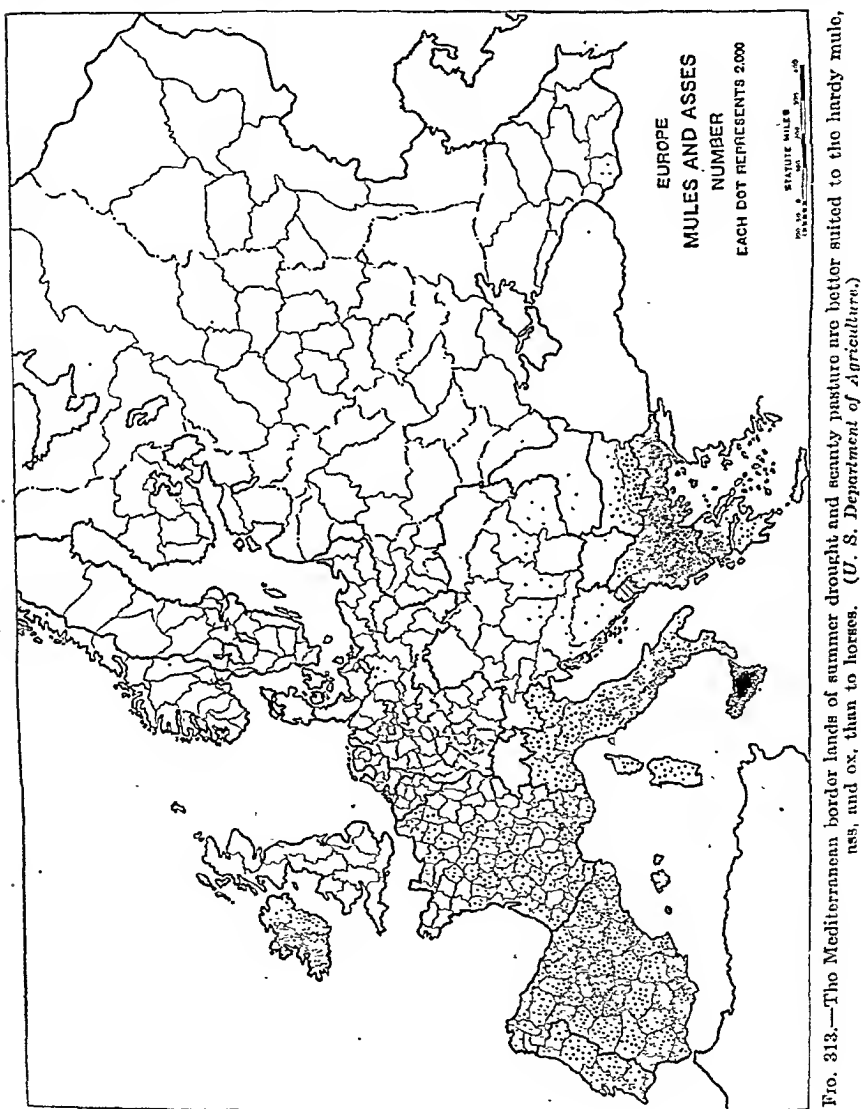 EUROPE
MULES AND ASSES
NUMBER
EACH DOT REPRESENTS 2,000
STATUTE MILES
FIG. 313.—The Mediterranean border lands of summer drought and scanty pasture are better suited to the hardy mule,
ass, and ox, than to horses. (U. S. Department of Agriculture.)